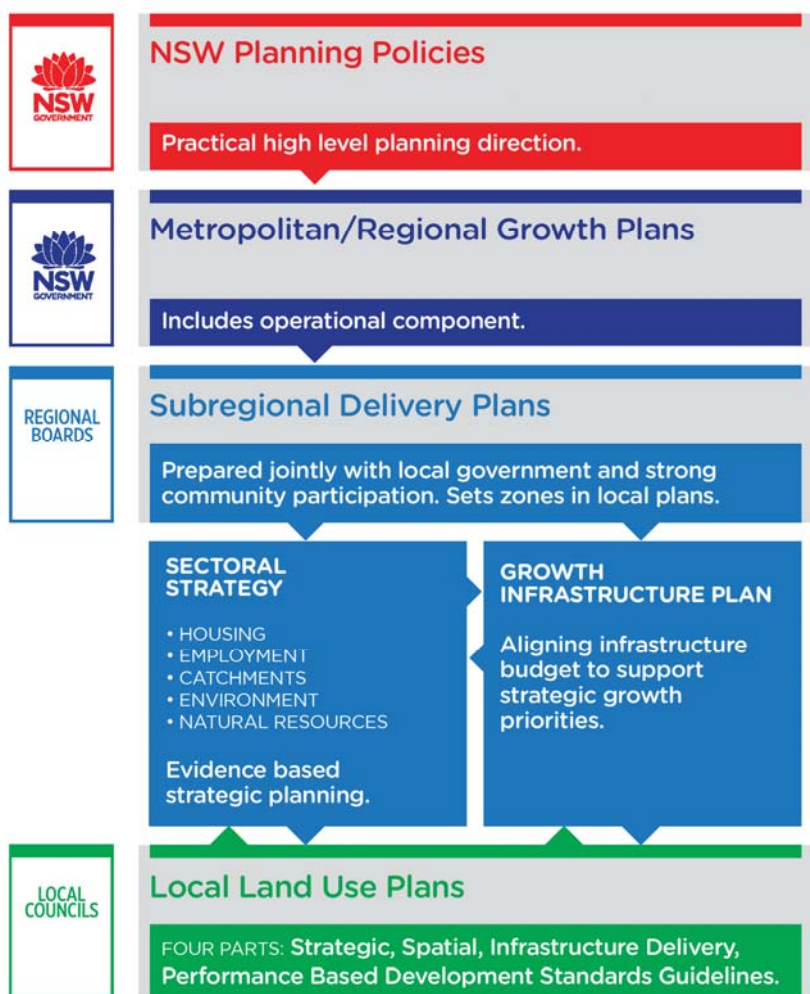 NSW
GOVERNMENT
NSW Planning Policies
Practical high level planning direction.
NSW
GOVERNMENT
Metropolitan/Regional Growth Plans
Includes operational component.
REGIONAL
BOARDS
Subregional Delivery Plans
Prepared jointly with local government and strong
community participation. Sets zones in local plans.
SECTORAL
STRATEGY
• HOUSING
• EMPLOYMENT
• CATCHMENTS
• ENVIRONMENT
• NATURAL RESOURCES
Evidence based
strategic planning.
GROWTH
INFRASTRUCTURE PLAN
Aligning infrastructure
budget to support
strategic growth
priorities.
LOCAL
COUNCILS
Local Land Use Plans
FOUR PARTS: Strategic, Spatial, Infrastructure Delivery,
Performance Based Development Standards Guidelines.